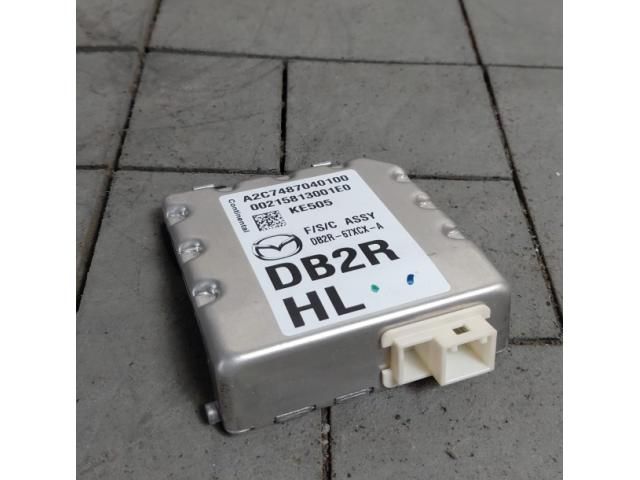 Continental
A2C7487040100
00215813001E0
KE505
F/S/C ASSY
DB2R-67XCX-A
DB2R
HL